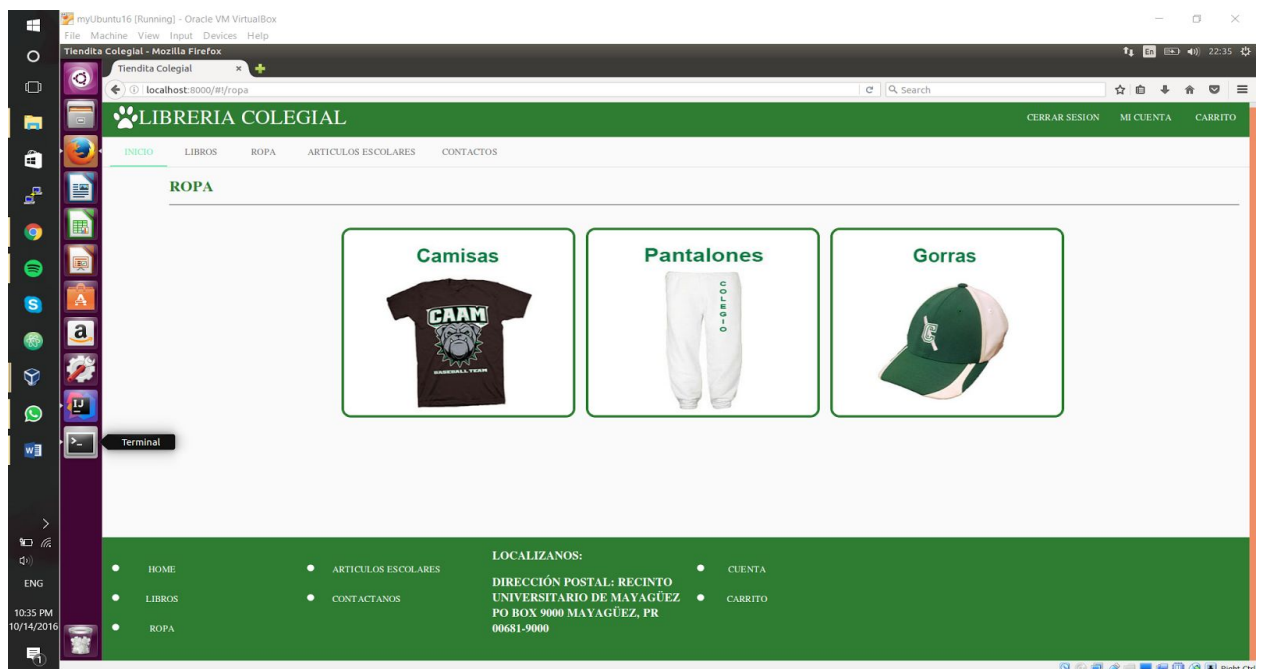 myUbuntu16 [Running] - Oracle VM VirtualBox
File Machine View Input Devices Help
Tiendita Colegial - Mozilla Firefox
En
22:35
Tiendita Colegial
localhost:8000/#!/ropa
Search
LIBRERIA COLEGIAL
CERRAR SESION MI CUENTA CARRITO
INICIO LIBROS ROPA ARTICULOS ESCOLARES CONTACTOS
ROPA
Camisas
CAAM
BASEBALL TEAM
Pantalones
COLEGIO
Gorras
C
Terminal
HOME
LIBROS
ROPA
ARTICULOS ESCOLARES
CONTACTANOS
LOCALIZANOS:
DIRECCIÓN POSTAL: RECINTO
UNIVERSITARIO DE MAYAGÜEZ
PO BOX 9000 MAYAGÜEZ, PR
00681-9000
CUENTA
CARRITO
ENG
10:35 PM
10/14/2016
1
Right Ctrl